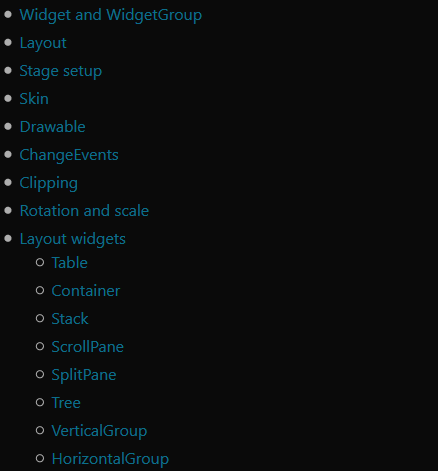 Widget and WidgetGroup
Layout
Stage setup
Skin
Drawable
ChangeEvents
Clipping
Rotation and scale
Layout widgets
Table
Container
Stack
ScrollPane
SplitPane
Tree
VerticalGroup
HorizontalGroup